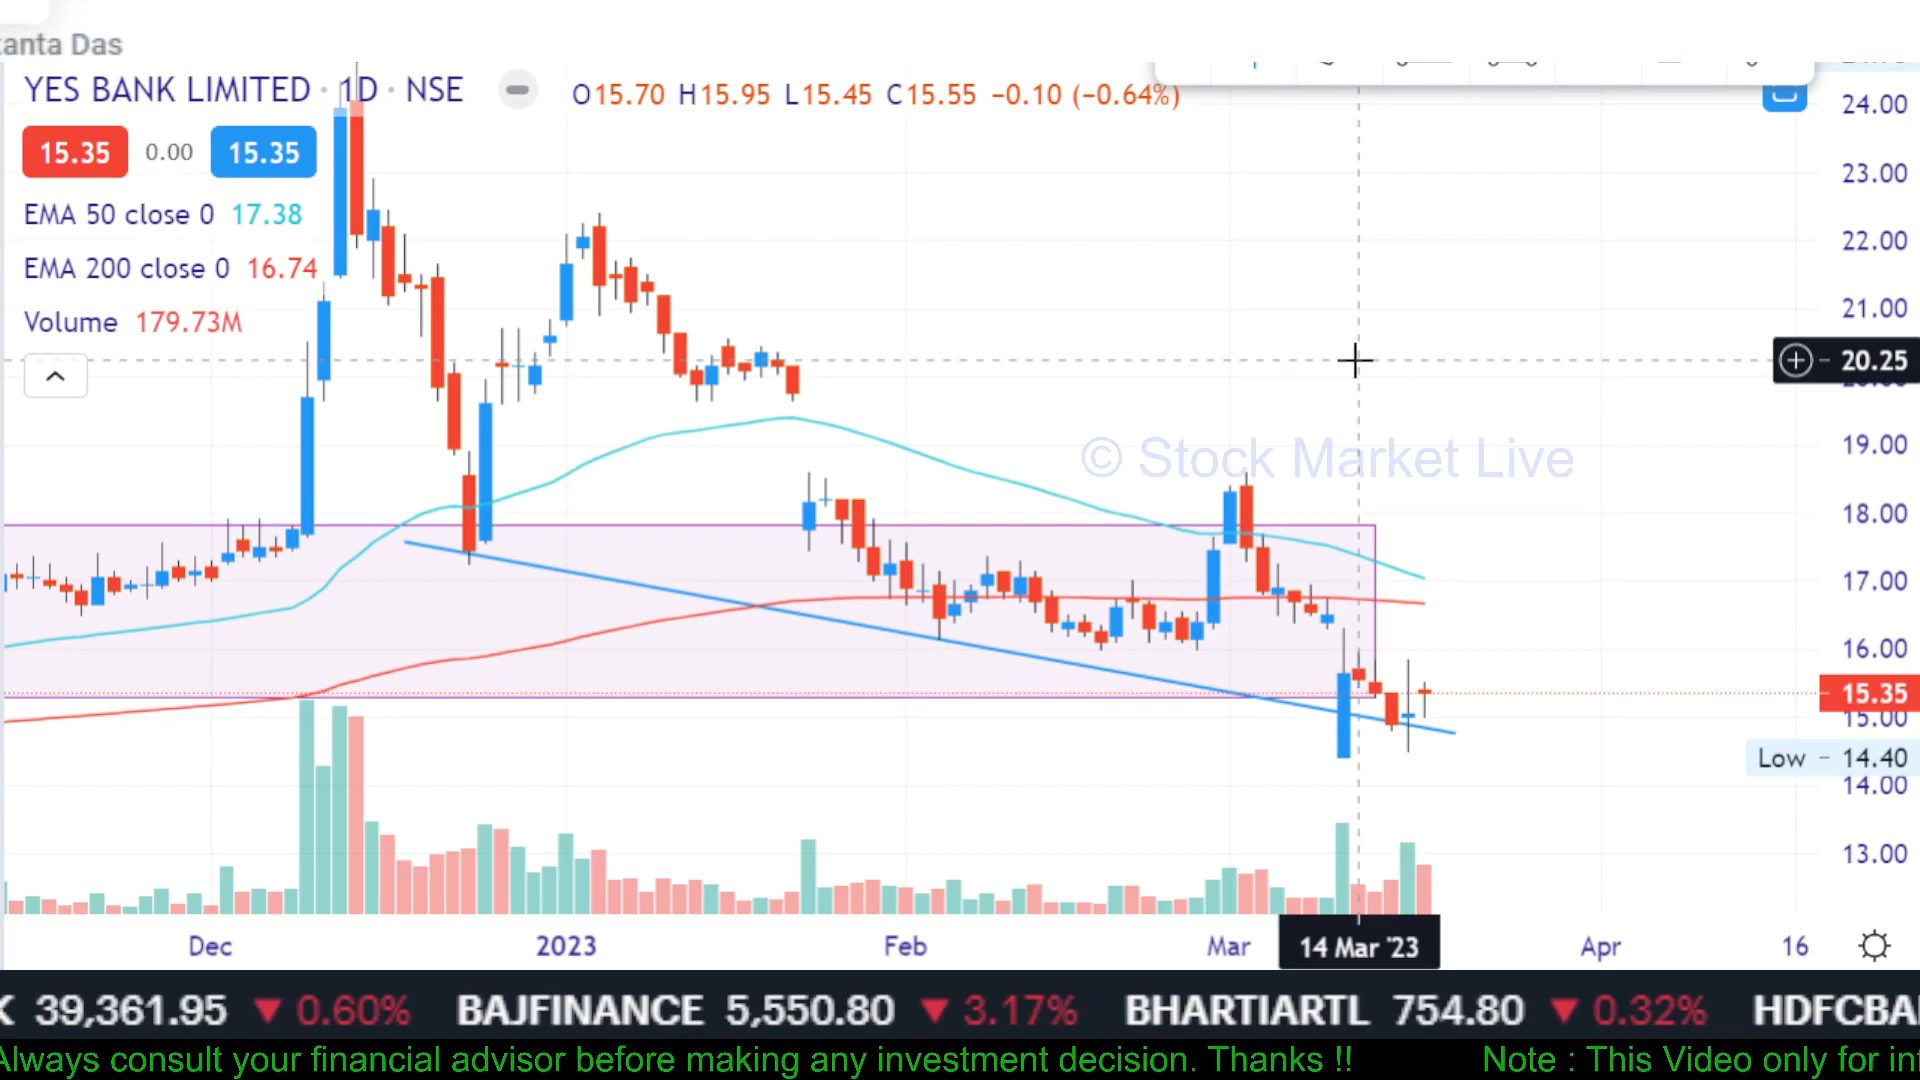 anta Das
YES BANK LIMITED · 1D · NSE O15.70 H15.95 L15.45 C15.55 −0.10 (−0.64%)
15.35 0.00 15.35
EMA 50 close 0 17.38
EMA 200 close 0 16.74
Volume 179.73M
24.00
23.00
22.00
21.00
20.25
19.00
18.00
17.00
16.00
15.35
15.00
Low 14.40
14.00
13.00
© Stock Market Live
Dec 2023 Feb Mar 14 Mar '23 Apr 16
K 39,361.95 ▼ 0.60% BAJFINANCE 5,550.80 ▼ 3.17% BHARTIARTL 754.80 ▼ 0.32% HDFCBA
Always consult your financial advisor before making any investment decision. Thanks !! Note : This Video only for in